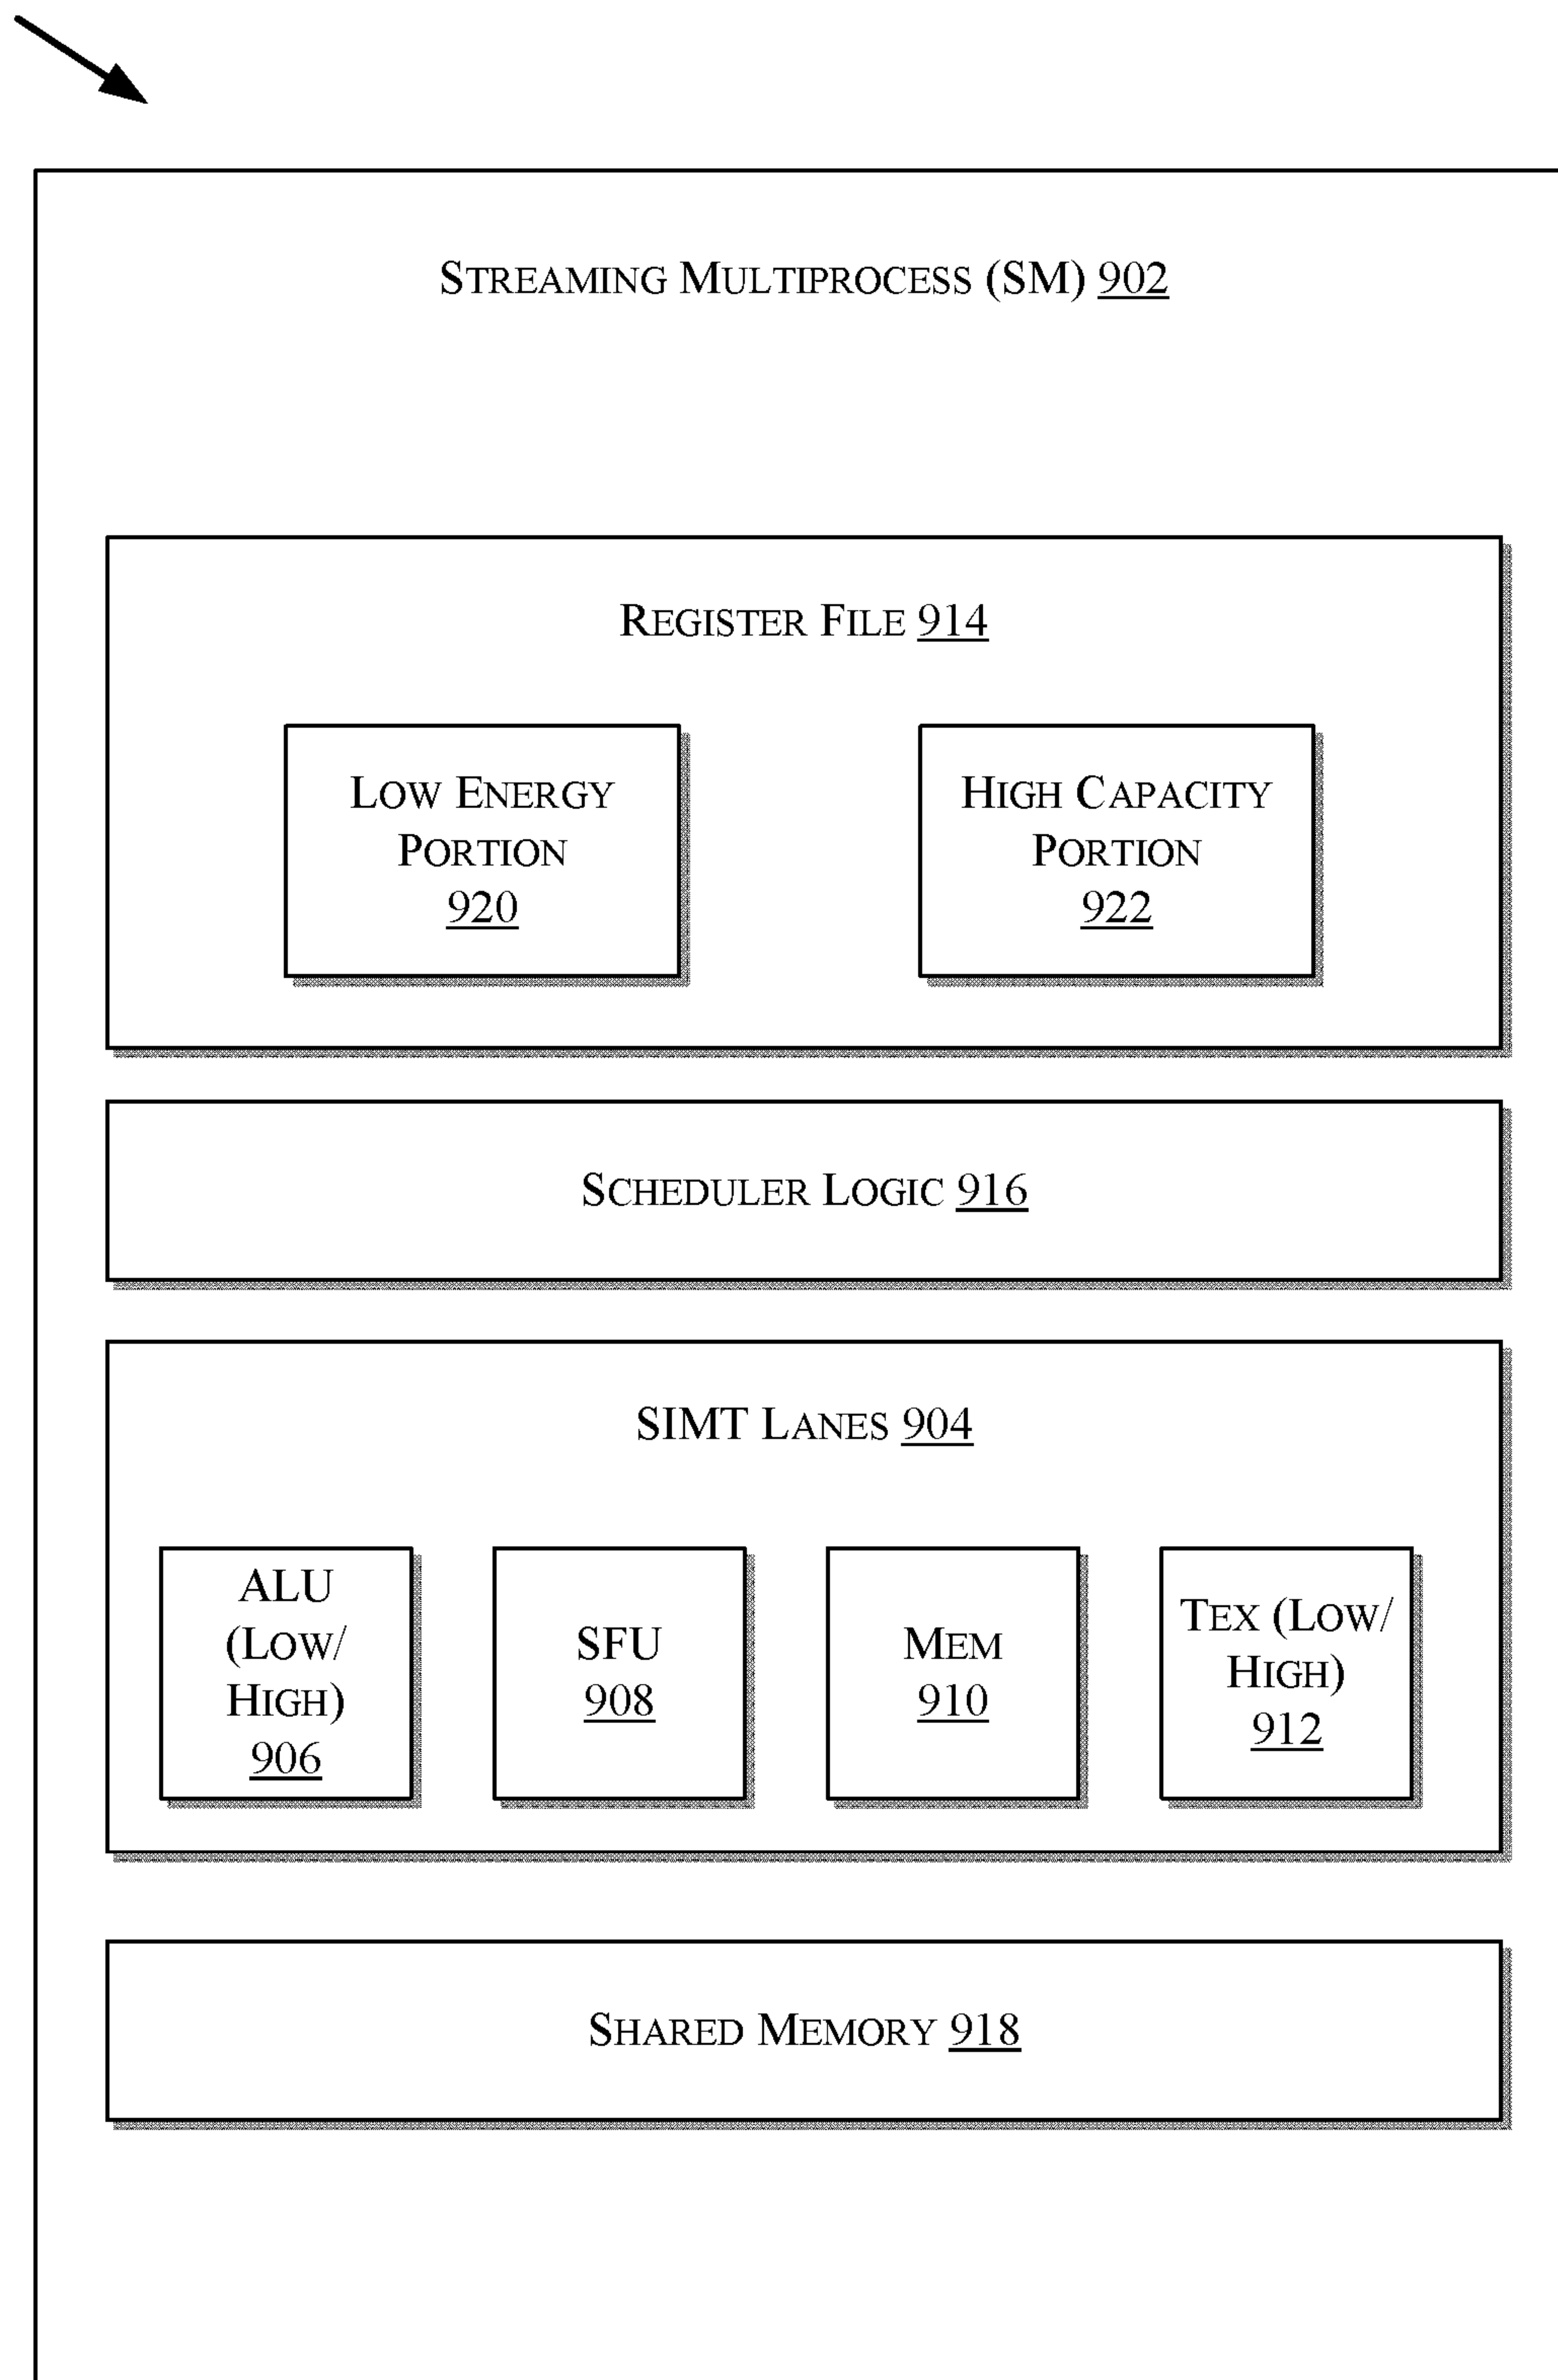 STREAMING MULTIPROCESS (SM) 902
REGISTER FILE 914
LOW ENERGY
PORTION
920
HIGH CAPACITY
PORTION
922
SCHEDULER LOGIC 916
SIMT LANES 904
ALU
(LOW/
HIGH)
906
SFU
908
MEM
910
TEX (LOW/
HIGH)
912
SHARED MEMORY 918